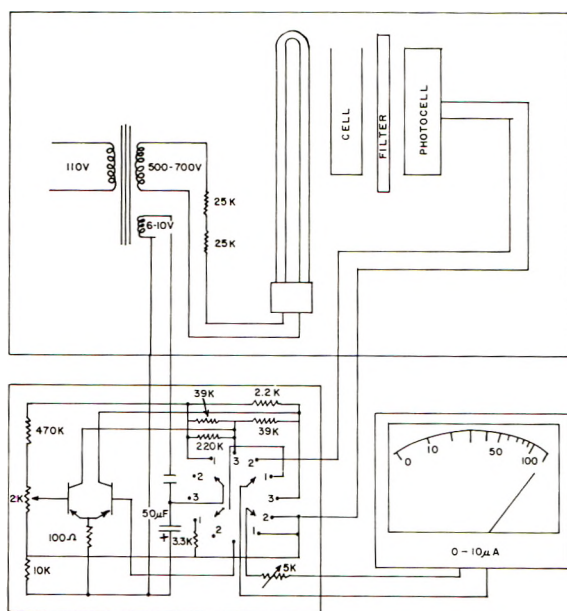 110V
500-700V
6-10V
25K
25K
CELL
FILTER
PHOTOCELL
39K
2.2K
470K
220K
39K
1
3
2
2
1
3
3
2K
50µF
1
2
1
2
100Ω
+
3.3K
10K
5K
0
10
50
100
0-10µA